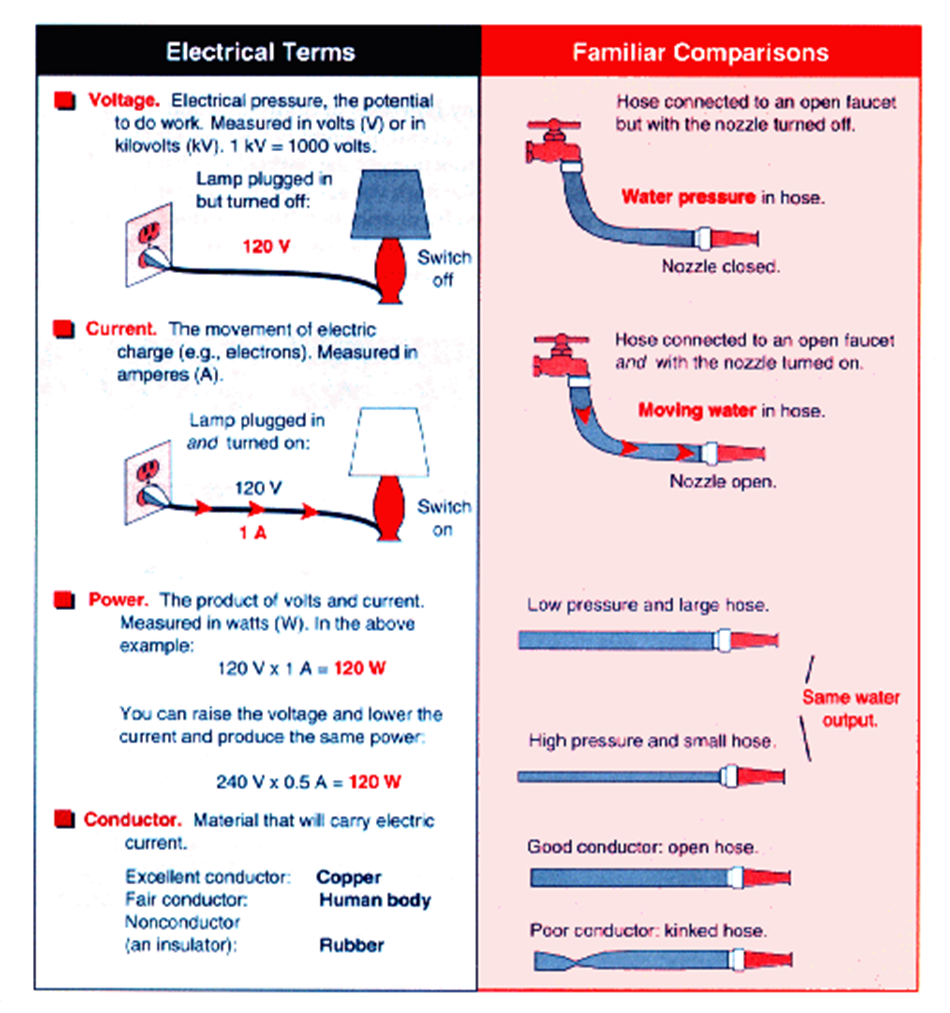 Electrical Terms
Familiar Comparisons
Voltage. Electrical pressure, the potential
to do work. Measured in volts (V) or in
kilovolts (kV). 1 kV = 1000 volts.
Lamp plugged in
but turned off:
120 V
Switch
off
Hose connected to an open faucet
but with the nozzle turned off.
Water pressure in hose.
Nozzle closed.
Current. The movement of electric
charge (e.g., electrons). Measured in
amperes (A).
Lamp plugged in
and turned on:
120 V
1 A
Switch
on
Hose connected to an open faucet
and with the nozzle turned on.
Moving water in hose.
Nozzle open.
Power. The product of volts and current.
Measured in watts (W). In the above
example:
120 V x 1 A = 120 W
You can raise the voltage and lower the
current and produce the same power:
240 V x 0.5 A = 120 W
Low pressure and large hose.
Same water
output.
High pressure and small hose.
Conductor. Material that will carry electric
current.
Excellent conductor: Copper
Fair conductor: Human body
Nonconductor
(an insulator): Rubber
Good conductor: open hose.
Poor conductor: kinked hose.